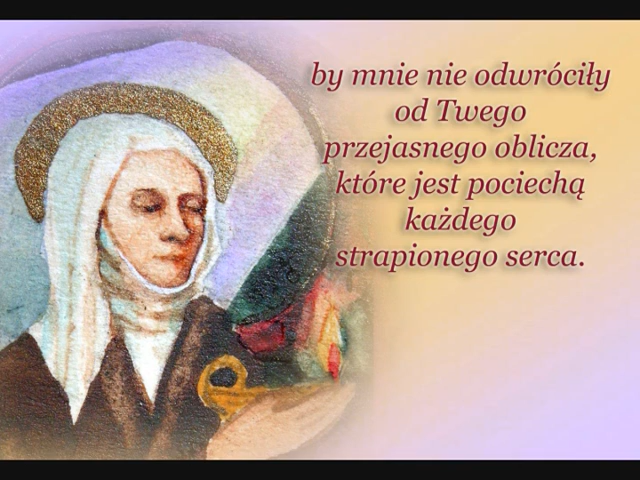 by mnie nie odwróciły
od Twego
przejasnego oblicza,
które jest pociechą
każdego
strapionego serca.